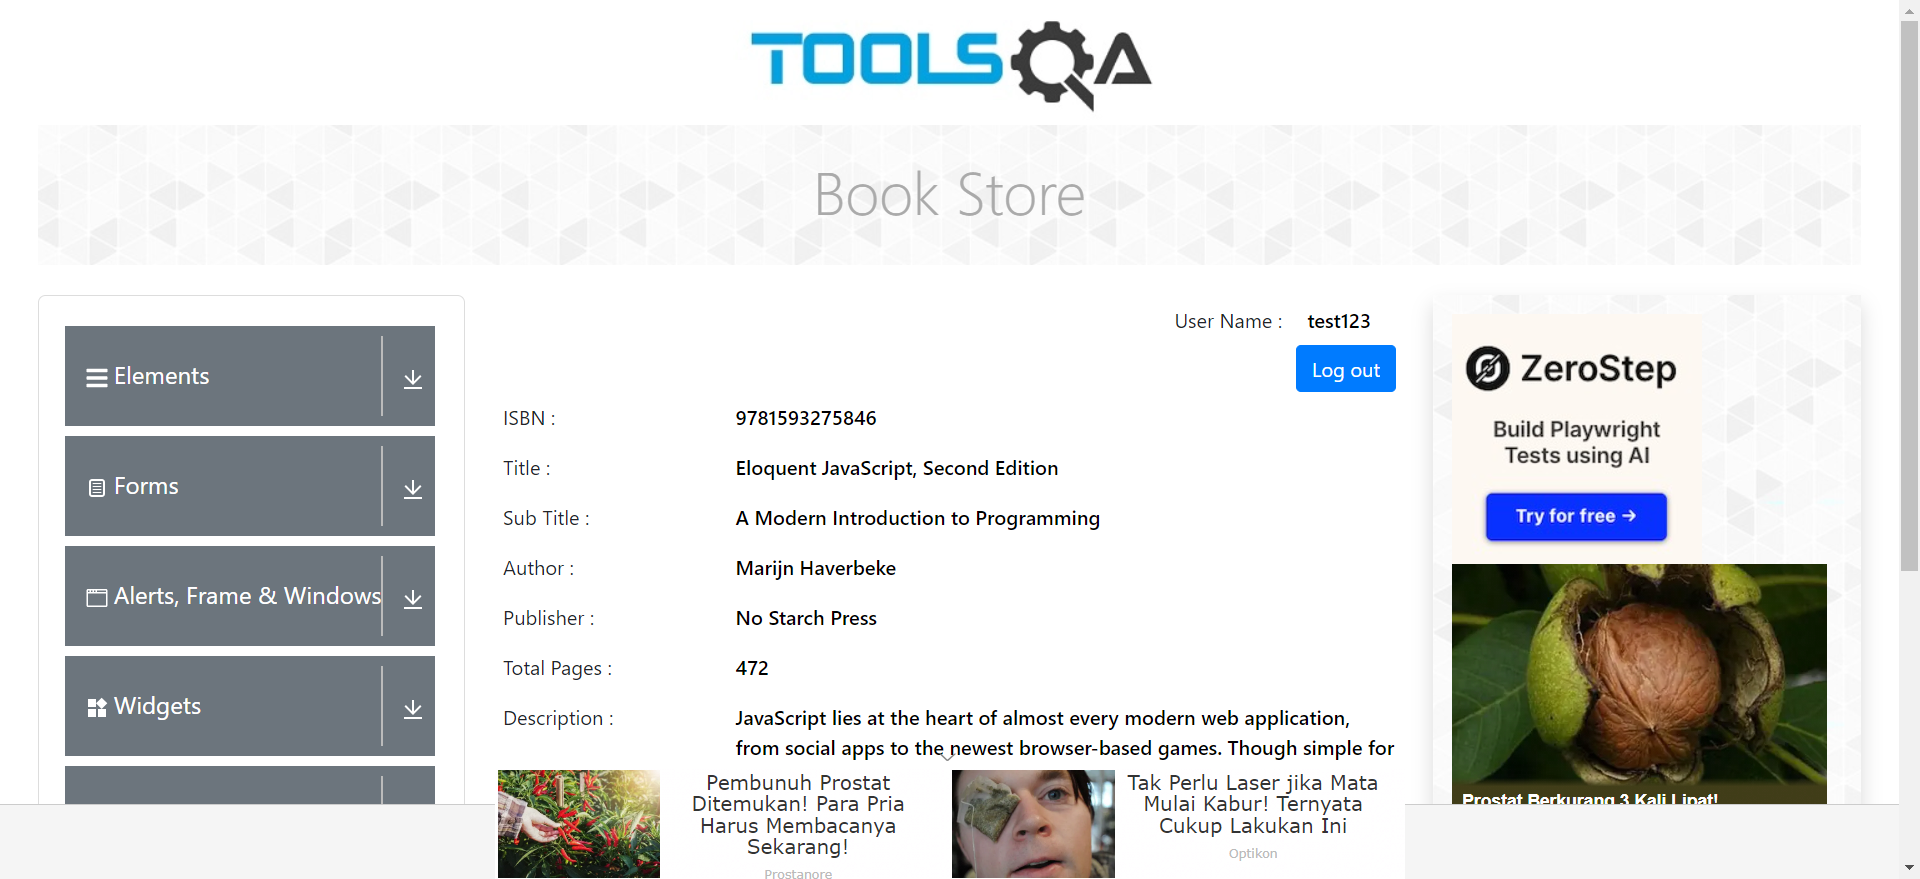 TOOLSQA
Book Store
Elements
Forms
Alerts, Frame & Windows
Widgets
User Name : test123
Log out
ISBN : 9781593275846
Title : Eloquent JavaScript, Second Edition
Sub Title : A Modern Introduction to Programming
Author : Marijn Haverbeke
Publisher : No Starch Press
Total Pages : 472
Description : JavaScript lies at the heart of almost every modern web application,
from social apps to the newest browser-based games. Though simple for
ZeroStep
Build Playwright
Tests using AI
Try for free →
Prostat Berkurang 3 Kali Lipat!
Pembunuh Prostat
Ditemukan! Para Pria
Harus Membacanya
Sekarang!
Prostanore
Tak Perlu Laser jika Mata
Mulai Kabur! Ternyata
Cukup Lakukan Ini
Optikon